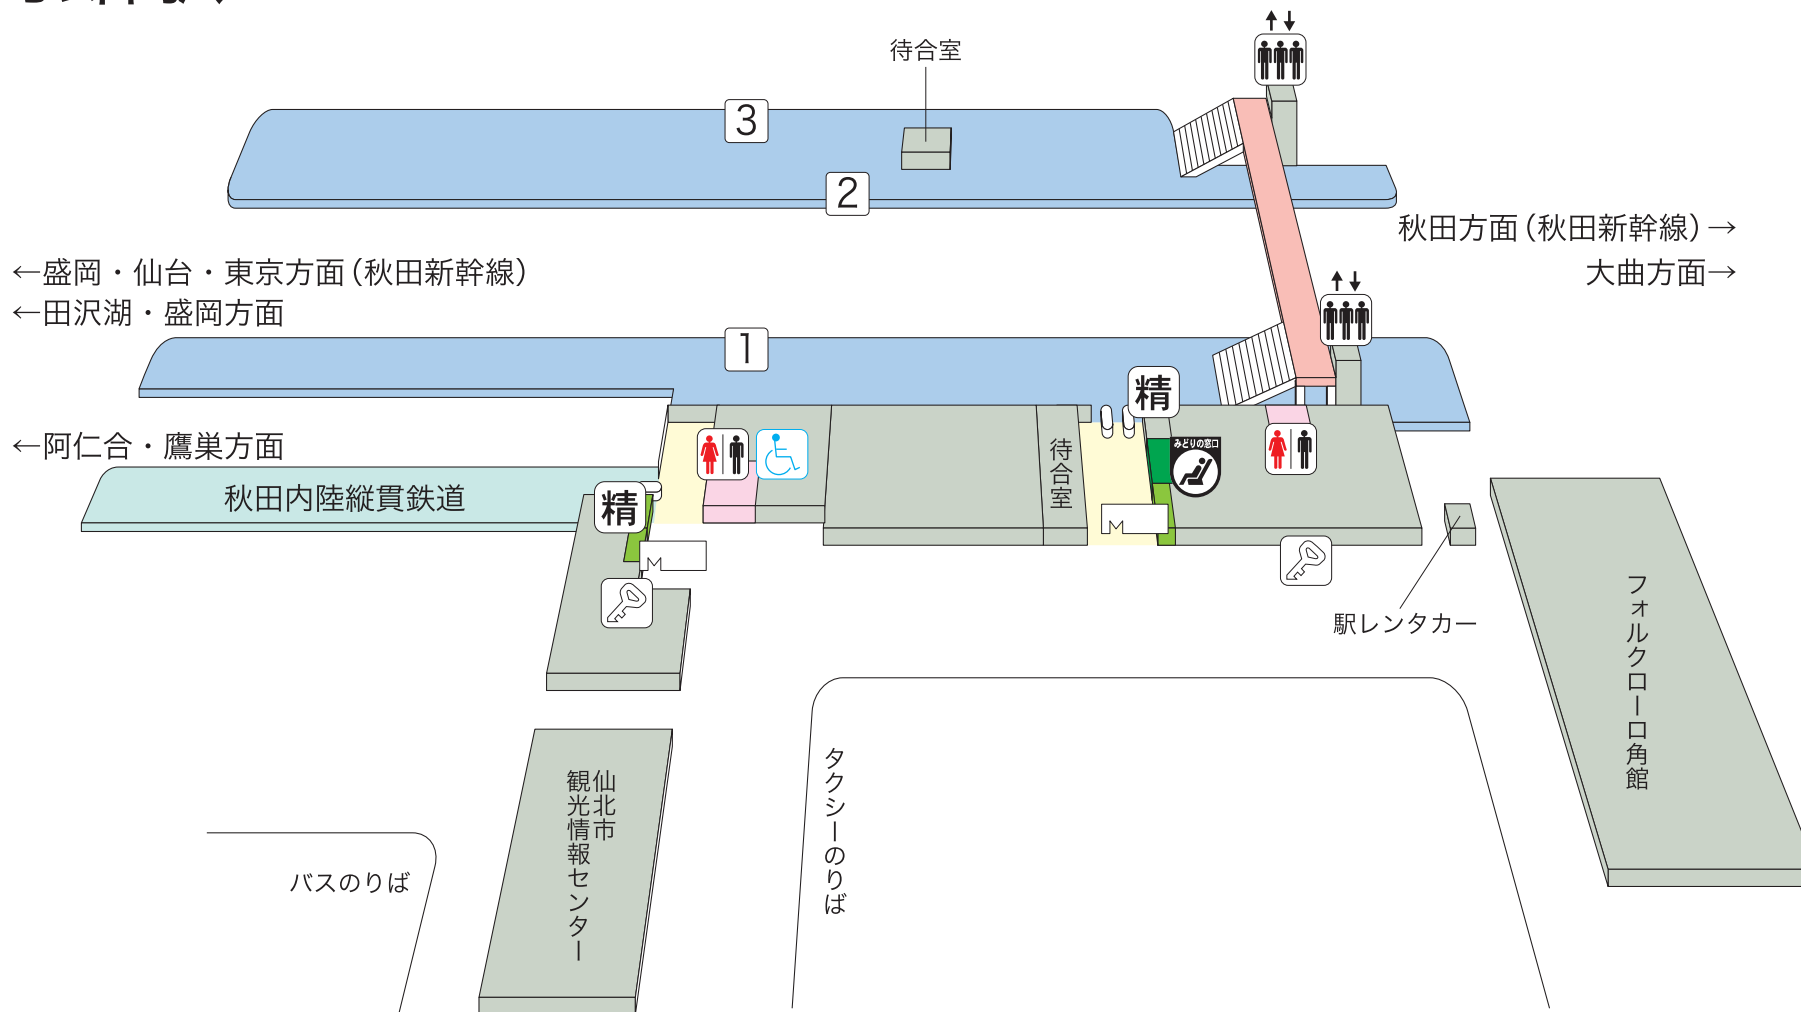 待合室
3
2
秋田方面(秋田新幹線)→
←盛岡・仙台・東京方面(秋田新幹線)
大曲方面→
←田沢湖・盛岡方面
1
精
←阿仁合・鷹巣方面
待合室
みどりの窓口
秋田内陸縦貫鉄道
精
M
M
駅レンタカー
フォルクローロ角館
仙北市
観光情報センター
タクシーのりば
バスのりば